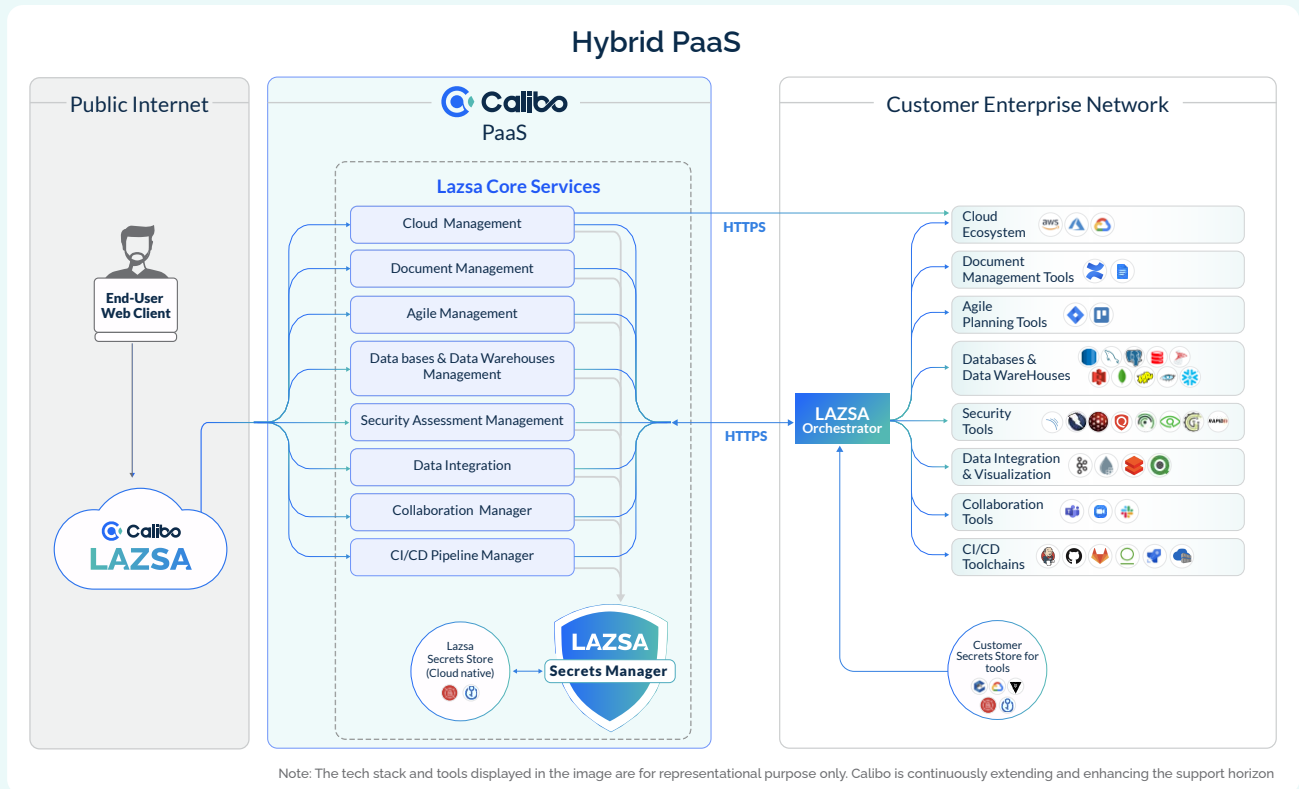 Hybrid PaaS
Public Internet
End-User
Web Client
Calibo
LAZSA
Calibo
PaaS
Lazsa Core Services
Cloud Management
Document Management
Agile Management
Data bases & Data Warehouses
Management
Security Assessment Management
Data Integration
Collaboration Manager
CI/CD Pipeline Manager
Lazsa
Secrets Store
(Cloud native)
LAZSA
Secrets Manager
HTTPS
HTTPS
Customer Enterprise Network
LAZSA
Orchestrator
Cloud
Ecosystem
aws
Document
Management Tools
Agile
Planning Tools
Databases &
Data WareHouses
Security
Tools
Data Integration
& Visualization
Collaboration
Tools
CI/CD
Toolchains
Customer
Secrets Store for
tools
Note: The tech stack and tools displayed in the image are for representational purpose only. Calibo is continuously extending and enhancing the support horizon